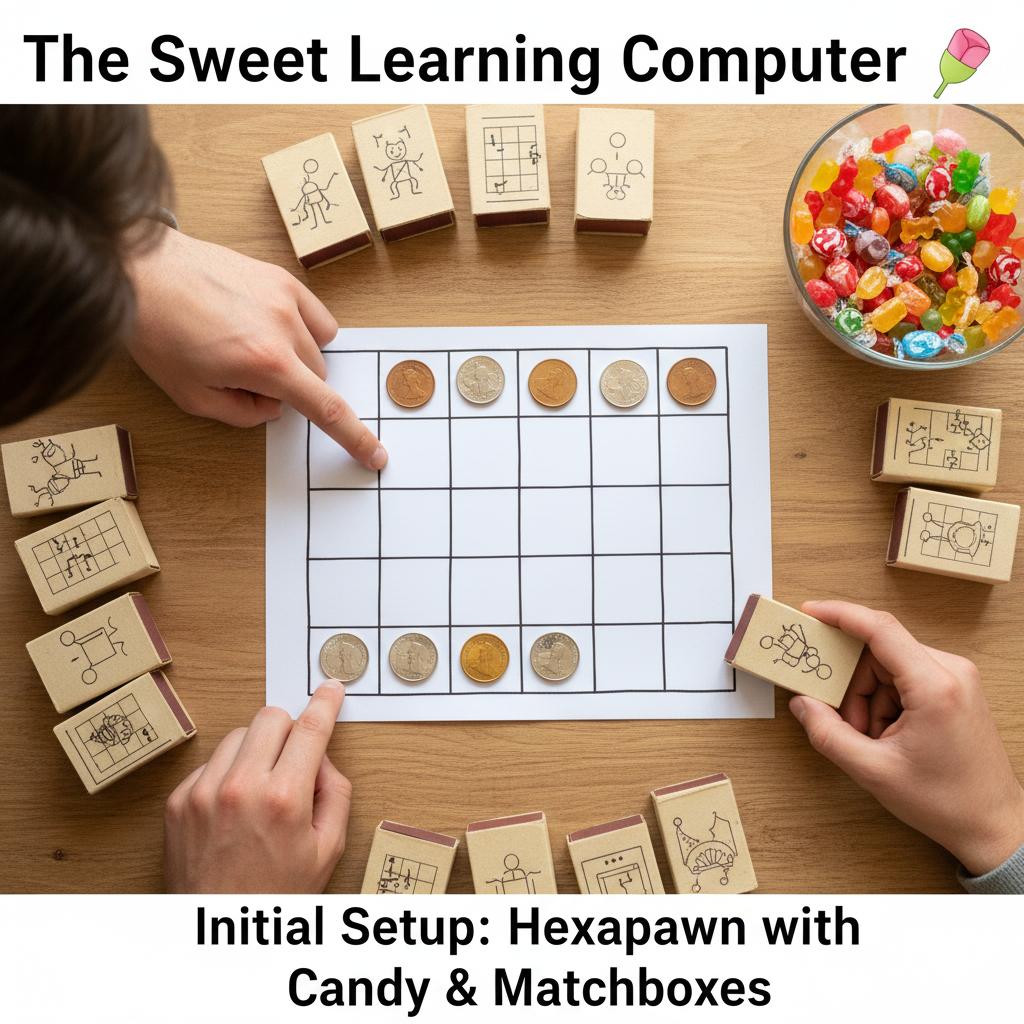 The Sweet Learning Computer
Initial Setup: Hexapawn with
Candy & Matchboxes